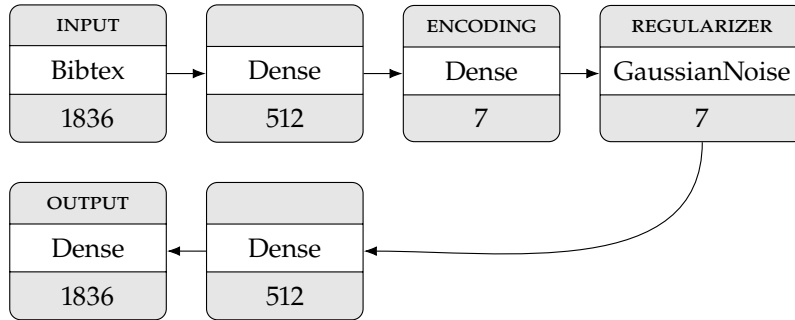 INPUT
Bibtex
1836
Dense
512
ENCODING
Dense
7
REGULARIZER
GaussianNoise
7
OUTPUT
Dense
1836
Dense
512